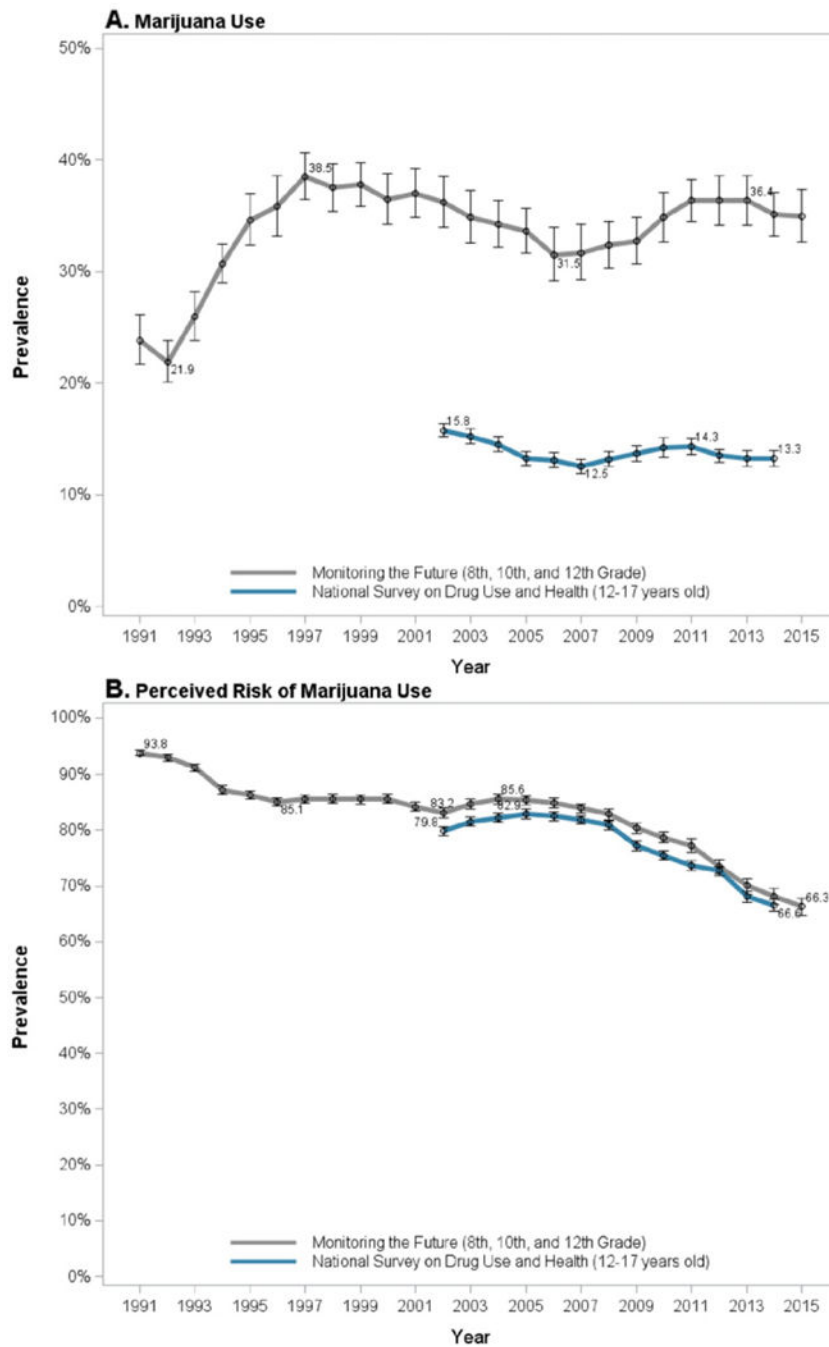 A. Marijuana Use
50%
40%
30%
20%
10%
0%
Prevalence
38.5
36.4
31.5
21.9
15.8
14.3
13.3
12.5
Monitoring the Future (8th, 10th, and 12th Grade)
National Survey on Drug Use and Health (12-17 years old)
1991 1993 1995 1997 1999 2001 2003 2005 2007 2009 2011 2013 2015
Year
B. Perceived Risk of Marijuana Use
100%
90%
80%
70%
60%
50%
40%
30%
20%
10%
0%
Prevalence
93.8
85.1
83.2
85.6
82.9
79.8
66.3
66.6
Monitoring the Future (8th, 10th, and 12th Grade)
National Survey on Drug Use and Health (12-17 years old)
1991 1993 1995 1997 1999 2001 2003 2005 2007 2009 2011 2013 2015
Year